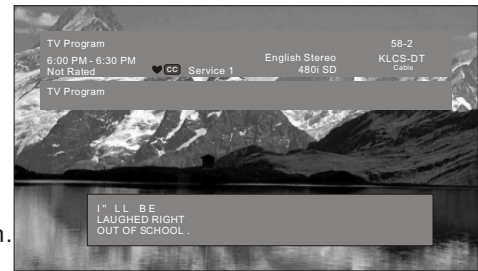 TV Program
6:00 PM - 6:30 PM
Not Rated
CC Service 1
English Stereo
480i SD
58-2
KLCS-DT
Cable
TV Program
I" LL BE
LAUGHED RIGHT
OUT OF SCHOOL .
n.